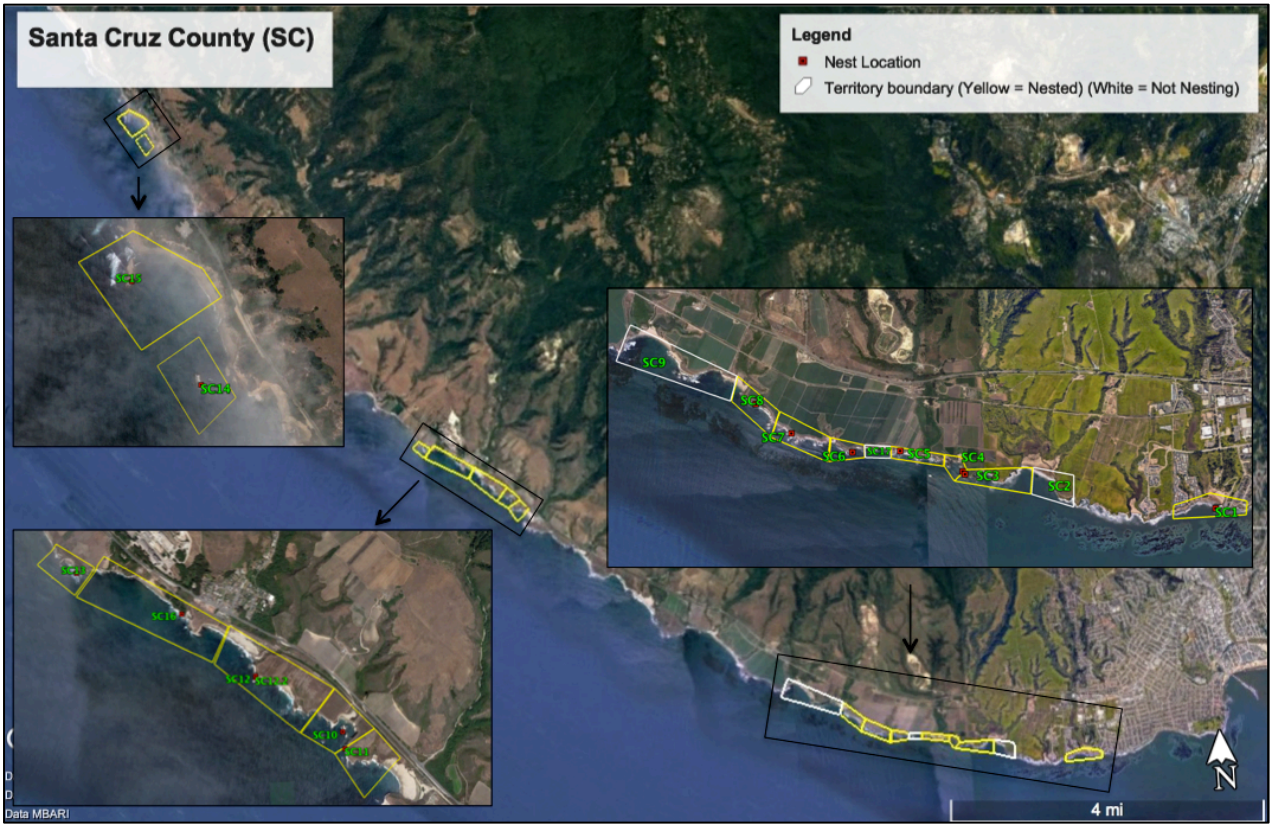 Santa Cruz County (SC)
Legend
Nest Location
Territory boundary (Yellow = Nested) (White = Not Nesting)
SC15
SC14
SC9
SC8
SC7
SC6
SC5
SC4
SC3
SC2
SC1
SC13
SC16
SC12
SC10
SC11
N
4 mi
D
D
Data MBARI